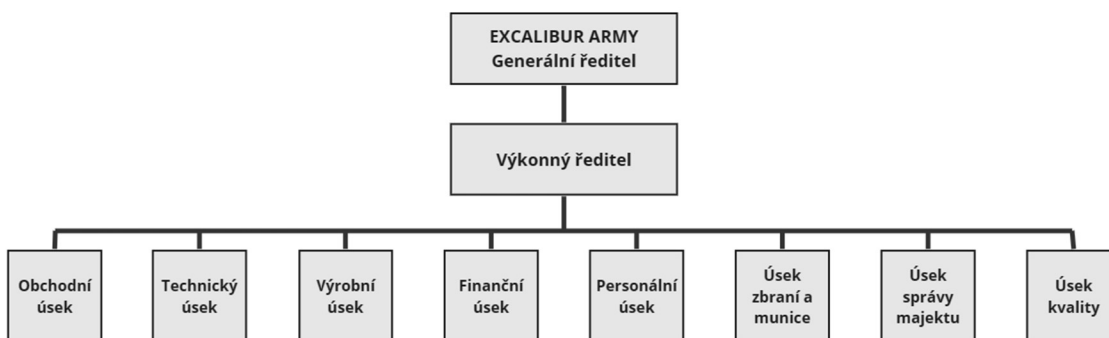 EXCALIBUR ARMY
Generální ředitel
Výkonný ředitel
Obchodní
úsek
Technický
úsek
Výrobní
úsek
Finanční
úsek
Personální
úsek
Úsek
zbraní a
munice
Úsek
správy
majektu
Úsek
kvality